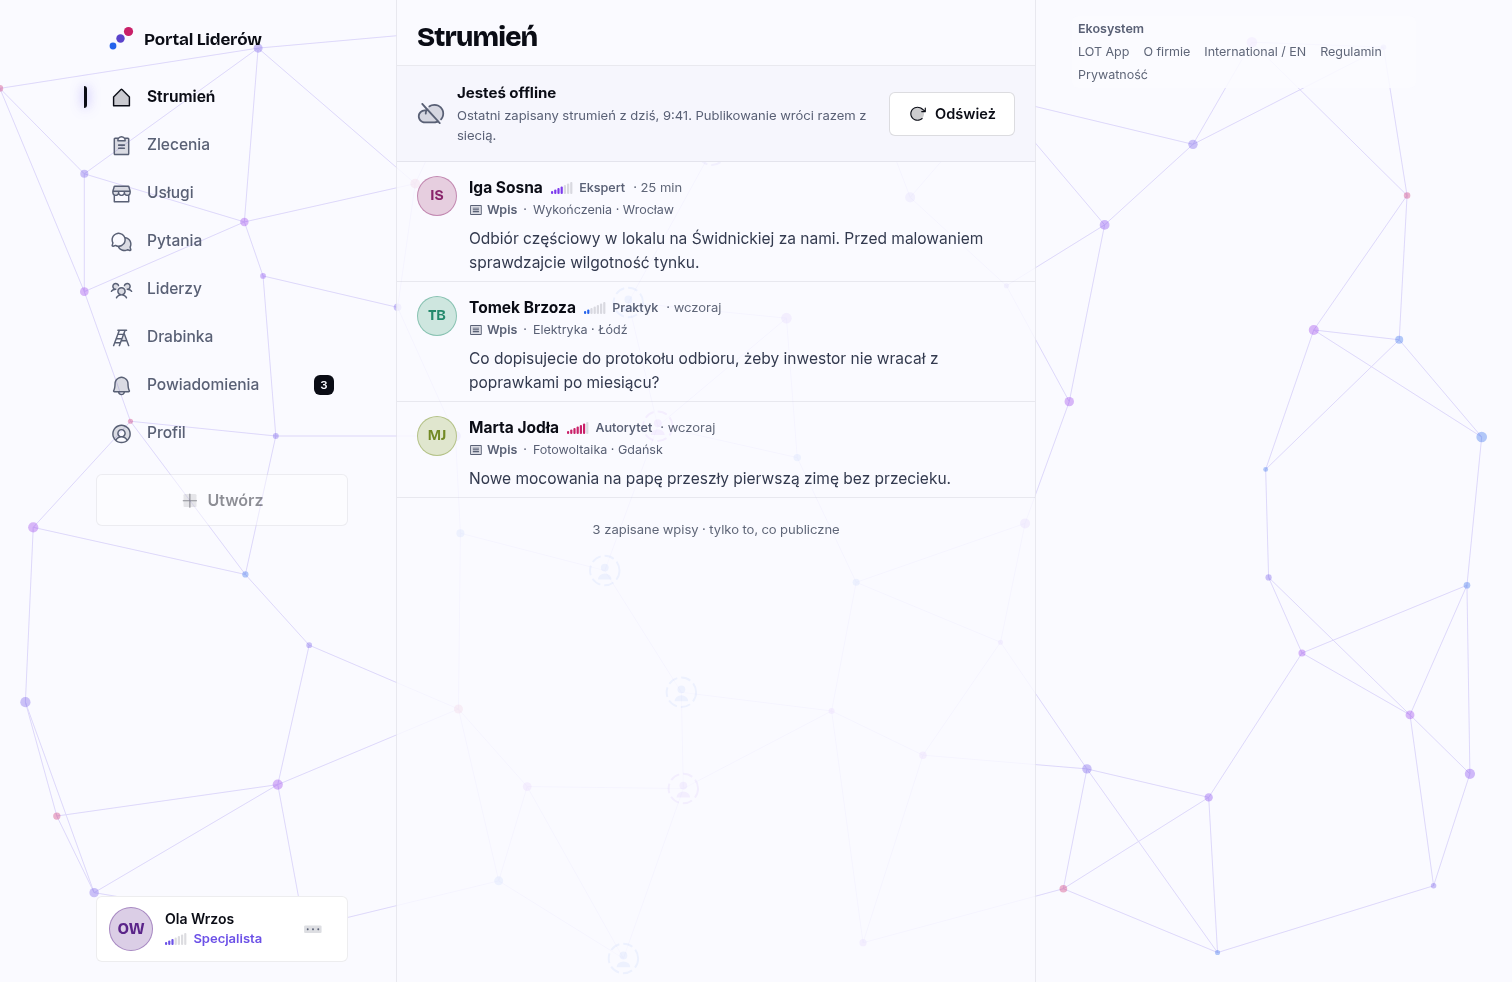 Portal Liderów
Strumień
Zlecenia
Usługi
Pytania
Liderzy
Drabinka
Powiadomienia 3
Profil
Utwórz
OW
Ola Wrzos
Specjalista
Strumień
Jesteś offline
Ostatni zapisany strumień z dziś, 9:41. Publikowanie wróci razem z
siecią.
Odśwież
IS
Iga Sosna Ekspert · 25 min
Wpis · Wykończenia · Wrocław
Odbiór częściowy w lokalu na Świdnickiej za nami. Przed malowaniem
sprawdzajcie wilgotność tynku.
TB
Tomek Brzoza Praktyk · wczoraj
Wpis · Elektryka · Łódź
Co dopisujecie do protokołu odbioru, żeby inwestor nie wracał z
poprawkami po miesiącu?
MJ
Marta Jodła Autorytet · wczoraj
Wpis · Fotowoltaika · Gdańsk
Nowe mocowania na papę przeszły pierwszą zimę bez przecieku.
3 zapisane wpisy · tylko to, co publiczne
Ekosystem
LOT App O firmie International / EN Regulamin
Prywatność